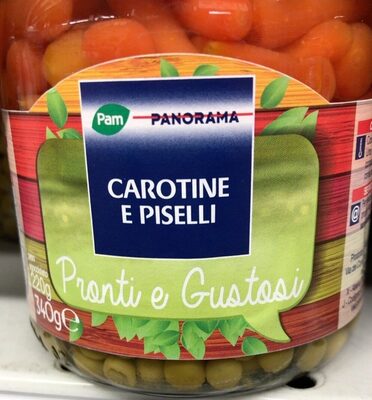 Pam
PANORAMA
CAROTINE
E PISELLI
Pronti e Gustosi
220g
340g e